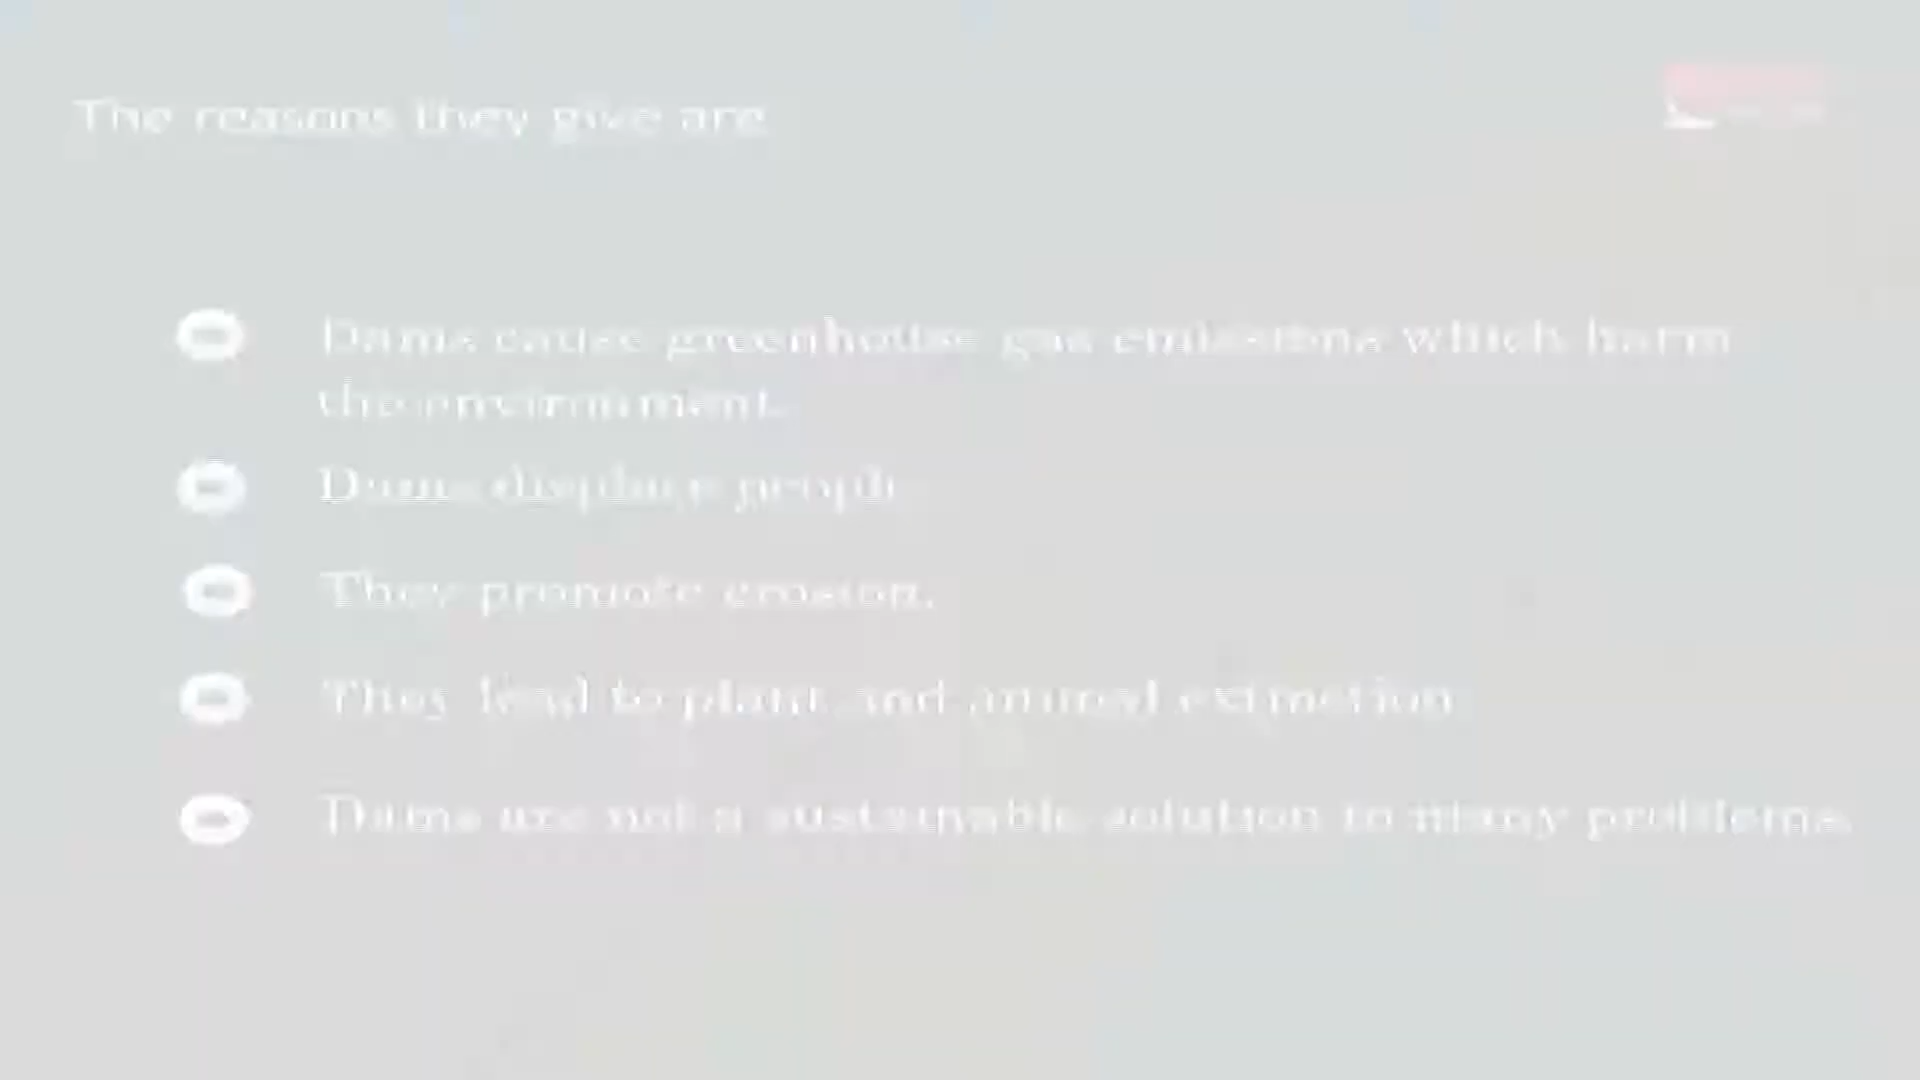 The reasons they give are
Dams cause greenhouse gas emissions which harm
the environment.
Dams displace people
They promote erosion.
They lead to plant and animal extinction
Dams are not a sustainable solution to many problems.